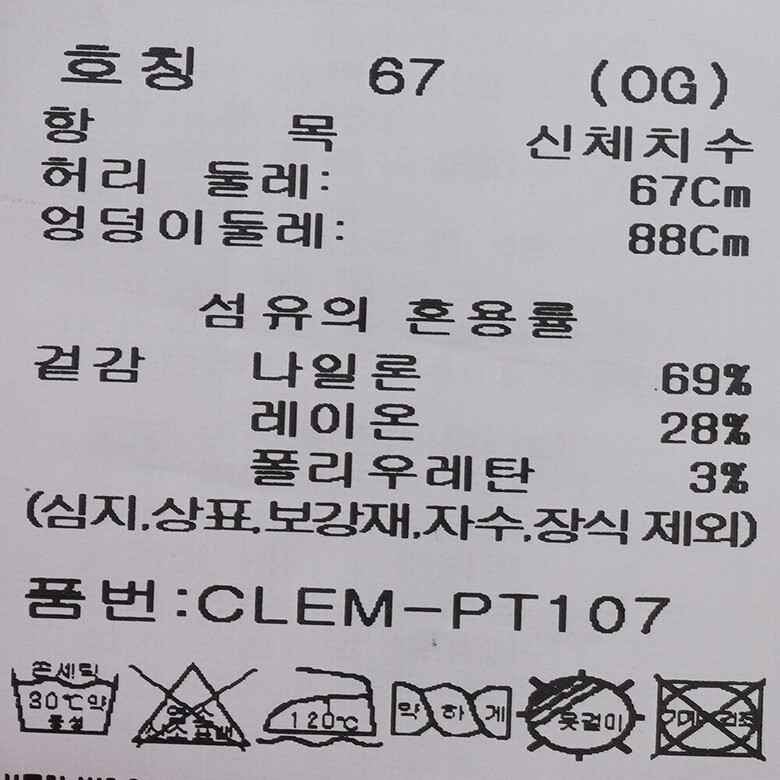 호칭 67 (OG)
항 목 신체치수
허리 둘레: 67Cm
엉덩이둘레: 88Cm
섬유의 혼용률
겉감 나일론 69%
레이온 28%
폴리우레탄 3%
(심지,상표,보강재,자수,장식 제외)
품번:CLEM-PT107
손세탁
30℃약 120℃ 약하게 옷걸이 기계건조
중성